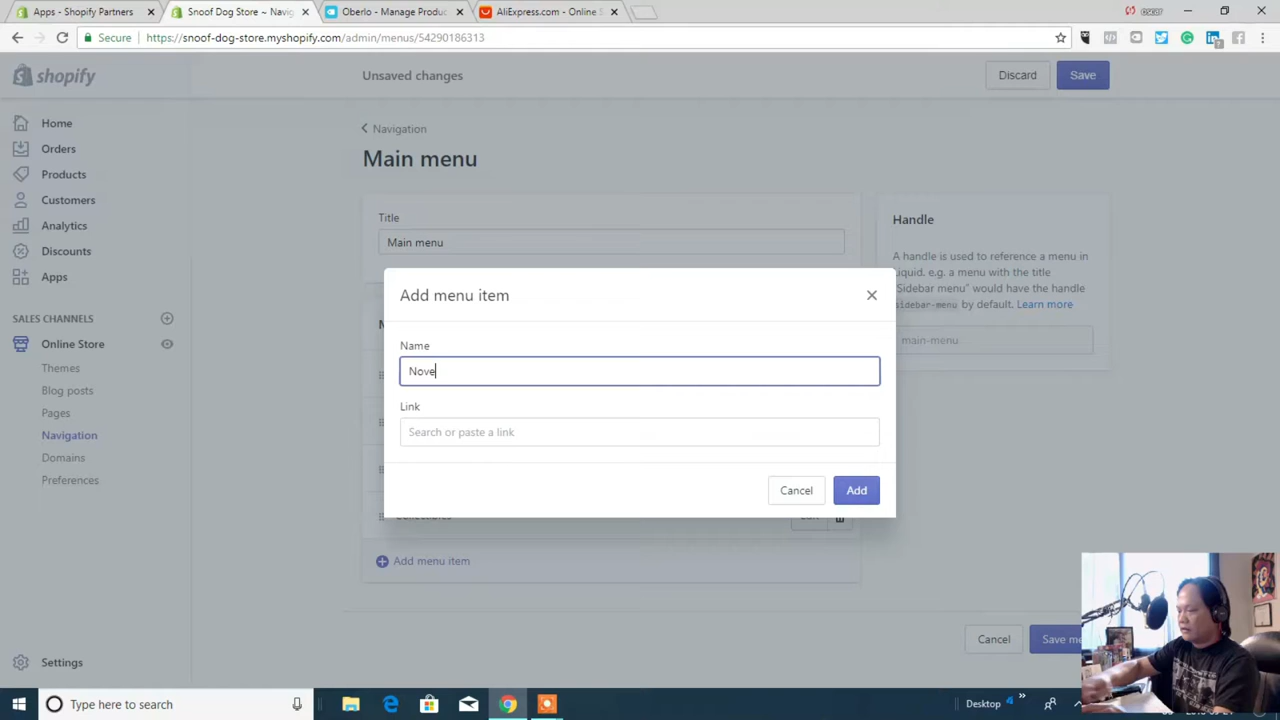 Apps - Shopify Partners
Snoof Dog Store ~ Navig
Oberlo - Manage Produc
AliExpress.com - Online S
Secure
https://snoof-dog-store.myshopify.com/admin/menus/54290186313
shopify
Unsaved changes
Discard
Save
Home
Orders
Products
Customers
Analytics
Discounts
Apps
SALES CHANNELS
Online Store
Themes
Blog posts
Pages
Navigation
Domains
Preferences
Settings
Navigation
Main menu
Title
Main menu
Handle
A handle is used to reference a menu in
Liquid. e.g. a menu with the title
"Sidebar menu" would have the handle
sidebar-menu by default. Learn more
main-menu
Add menu item
Name
Nove
Link
Search or paste a link
Cancel
Add
Collectibles
Add menu item
Cancel
Save me
Type here to search
Desktop